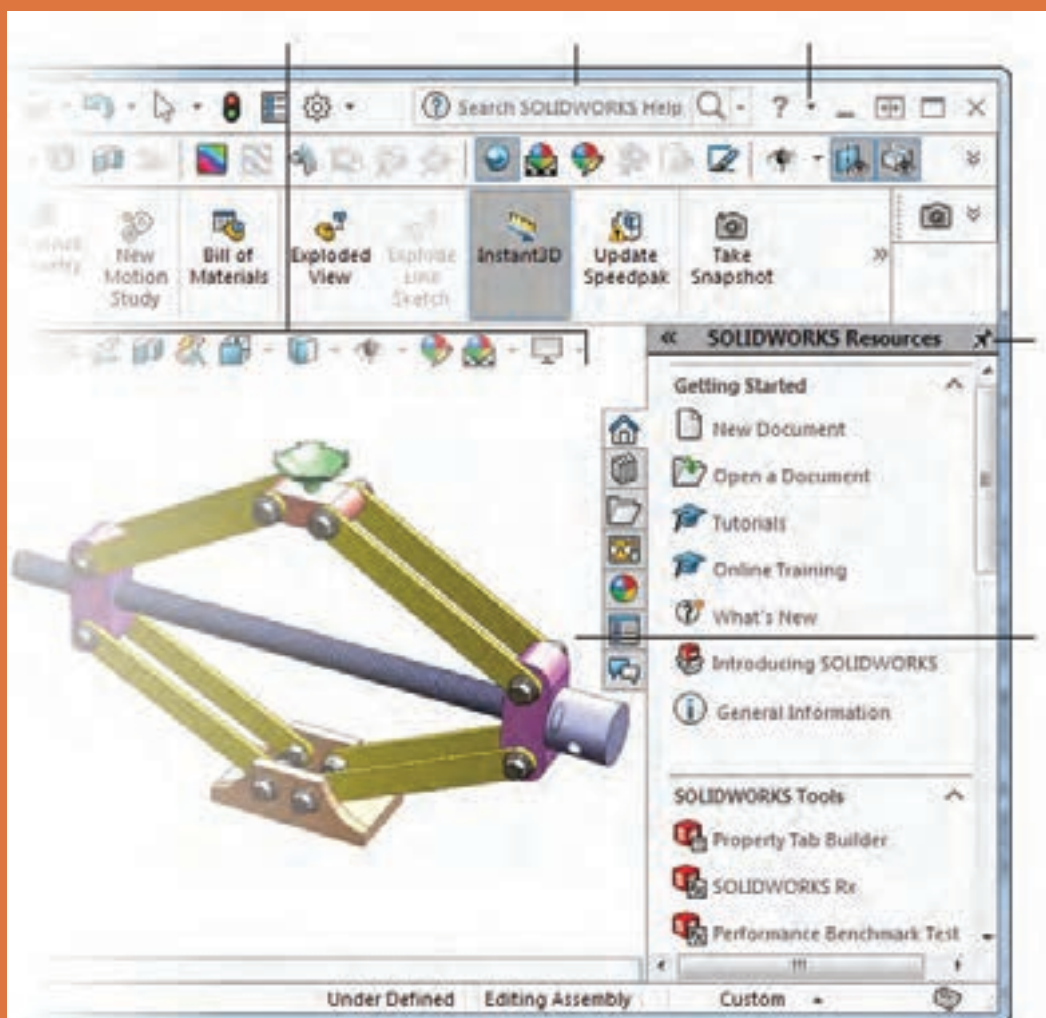 Search SOLIDWORKS Help
?
New Motion Study
Bill of Materials
Exploded View
Explode Line Sketch
Instant3D
Update Speedpak
Take Snapshot
SOLIDWORKS Resources
Getting Started
New Document
Open a Document
Tutorials
Online Training
What's New
Introducing SOLIDWORKS
General Information
SOLIDWORKS Tools
Property Tab Builder
SOLIDWORKS Rx
Performance Benchmark Test
Under Defined Editing Assembly Custom